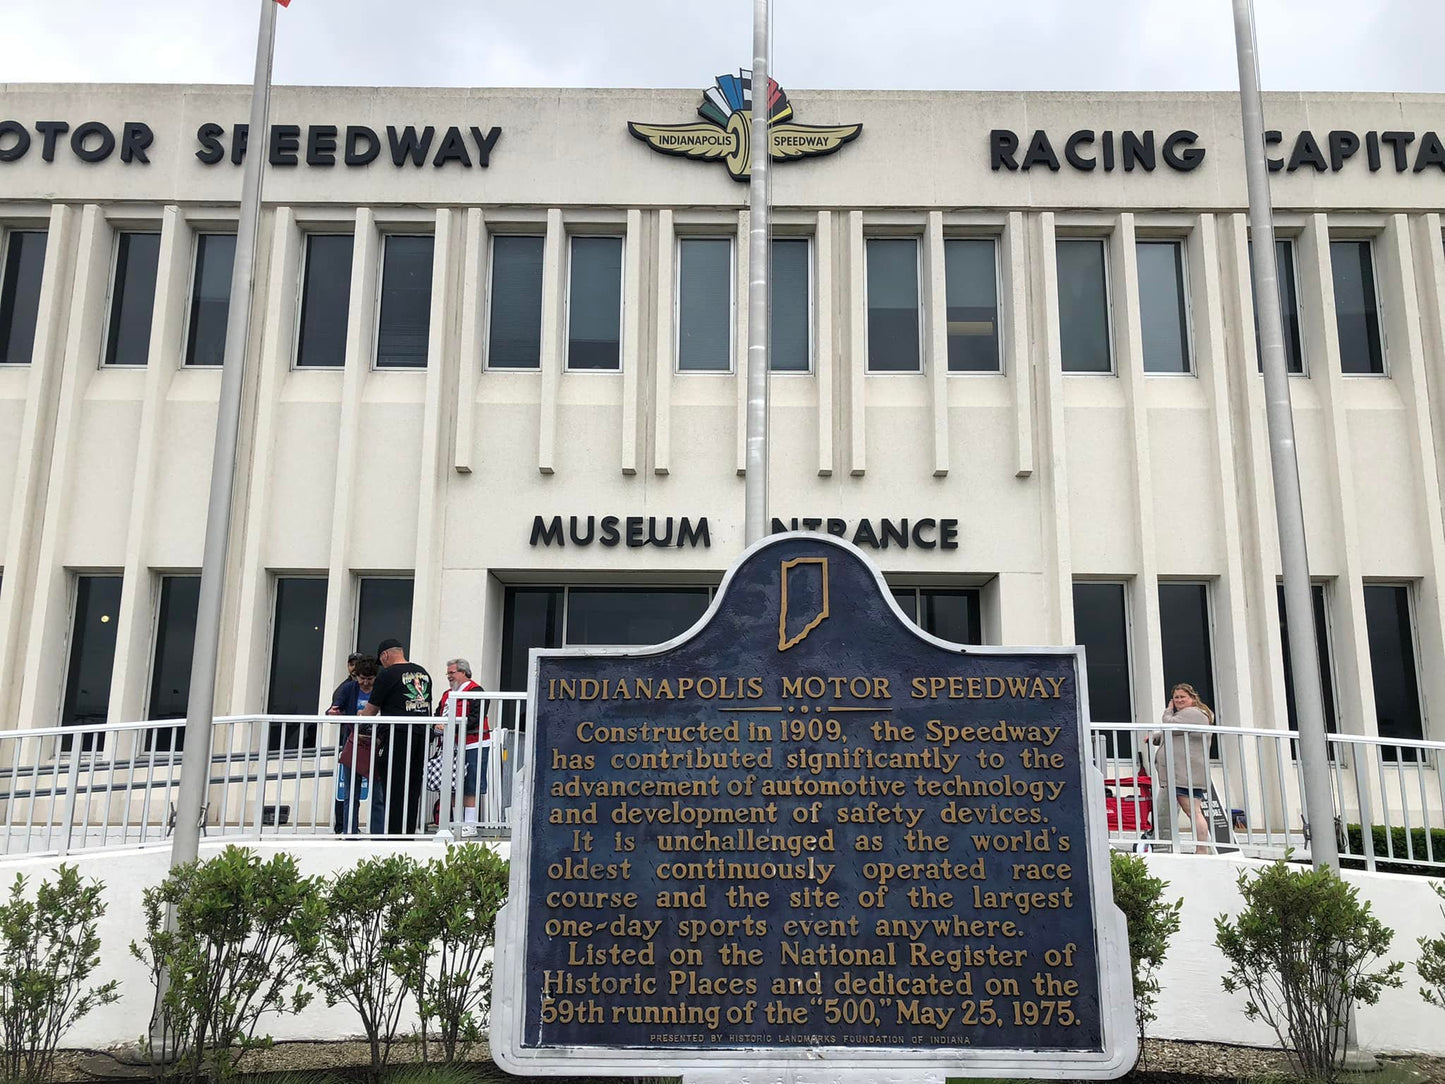 OTOR SPEEDWAY
INDIANAPOLIS SPEEDWAY
RACING CAPITA
MUSEUM ENTRANCE
INDIANAPOLIS MOTOR SPEEDWAY
Constructed in 1909, the Speedway
has contributed significantly to the
advancement of automotive technology
and development of safety devices.
It is unchallenged as the world's
oldest continuously operated race
course and the site of the largest
one-day sports event anywhere.
Listed on the National Register of
Historic Places and dedicated on the
59th running of the "500," May 25, 1975.
PRESENTED BY HISTORIC LANDMARKS FOUNDATION OF INDIANA